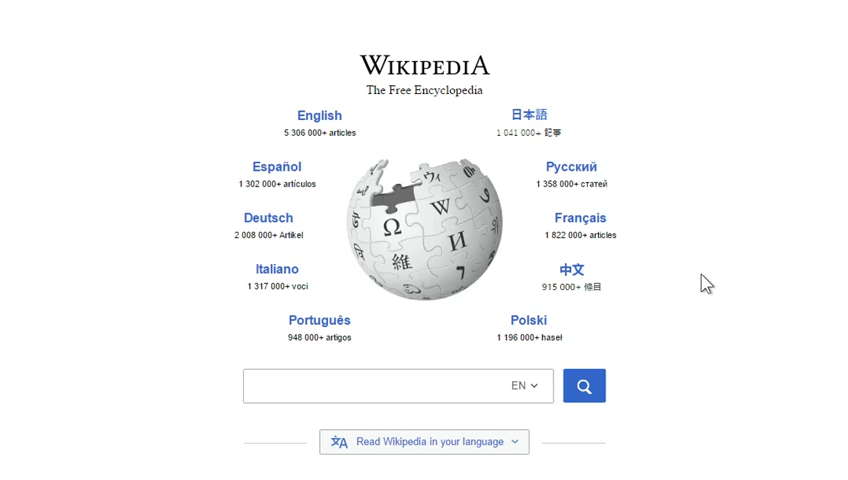 WIKIPEDIA
The Free Encyclopedia
English
5 306 000+ articles
日本語
1 041 000+ 記事
Español
1 302 000+ artículos
Русский
1 358 000+ статей
Deutsch
2 008 000+ Artikel
Français
1 822 000+ articles
Italiano
1 317 000+ voci
中文
915 000+ 條目
Português
948 000+ artigos
Polski
1 196 000+ haseł
ウィ
W
Ω
И
維
EN
Read Wikipedia in your language